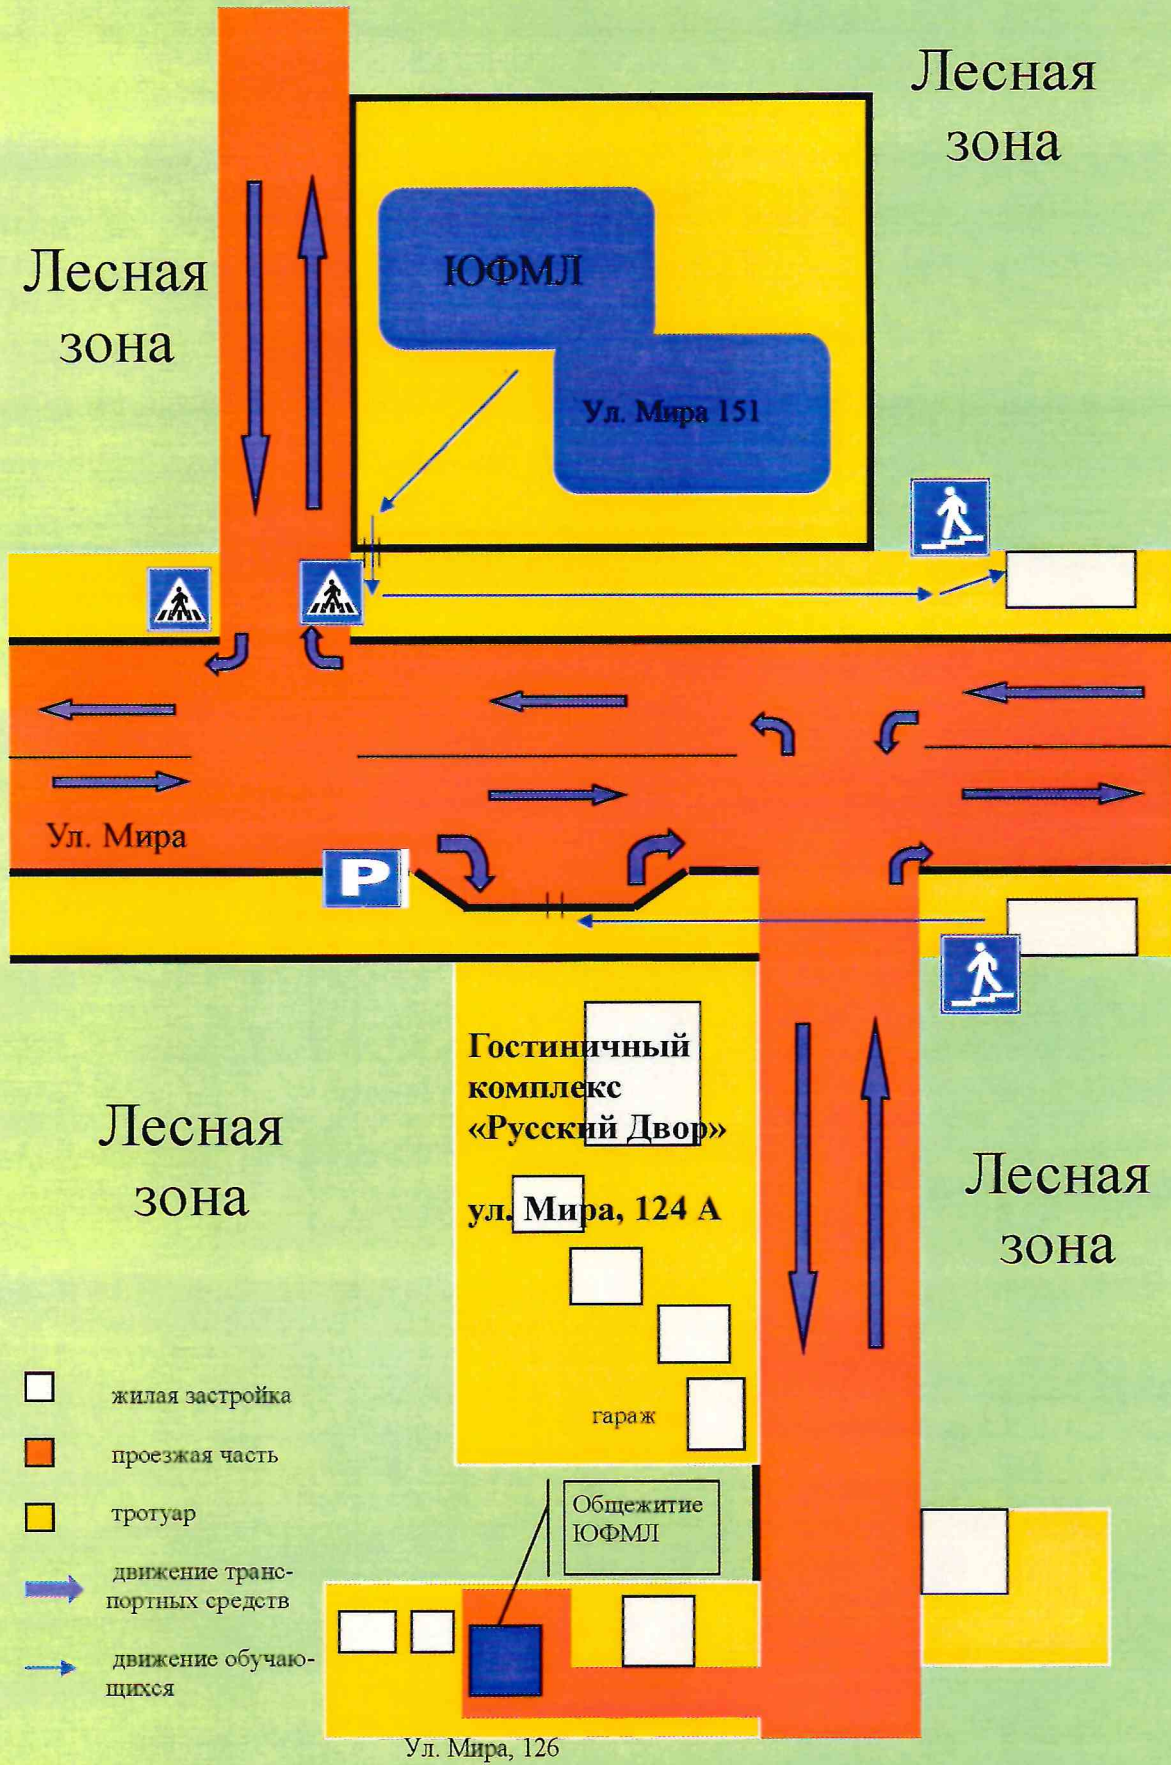 Лесная
зона
Лесная
зона
ЮФМЛ
Ул. Мира 151
Ул. Мира
P
Гостиничный
комплекс
«Русский Двор»
ул. Мира, 124 А
Лесная
зона
Лесная
зона
гараж
Общежитие
ЮФМЛ
жилая застройка
проезжая часть
тротуар
движение транс-
портных средств
движение обучаю-
щихся
Ул. Мира, 126